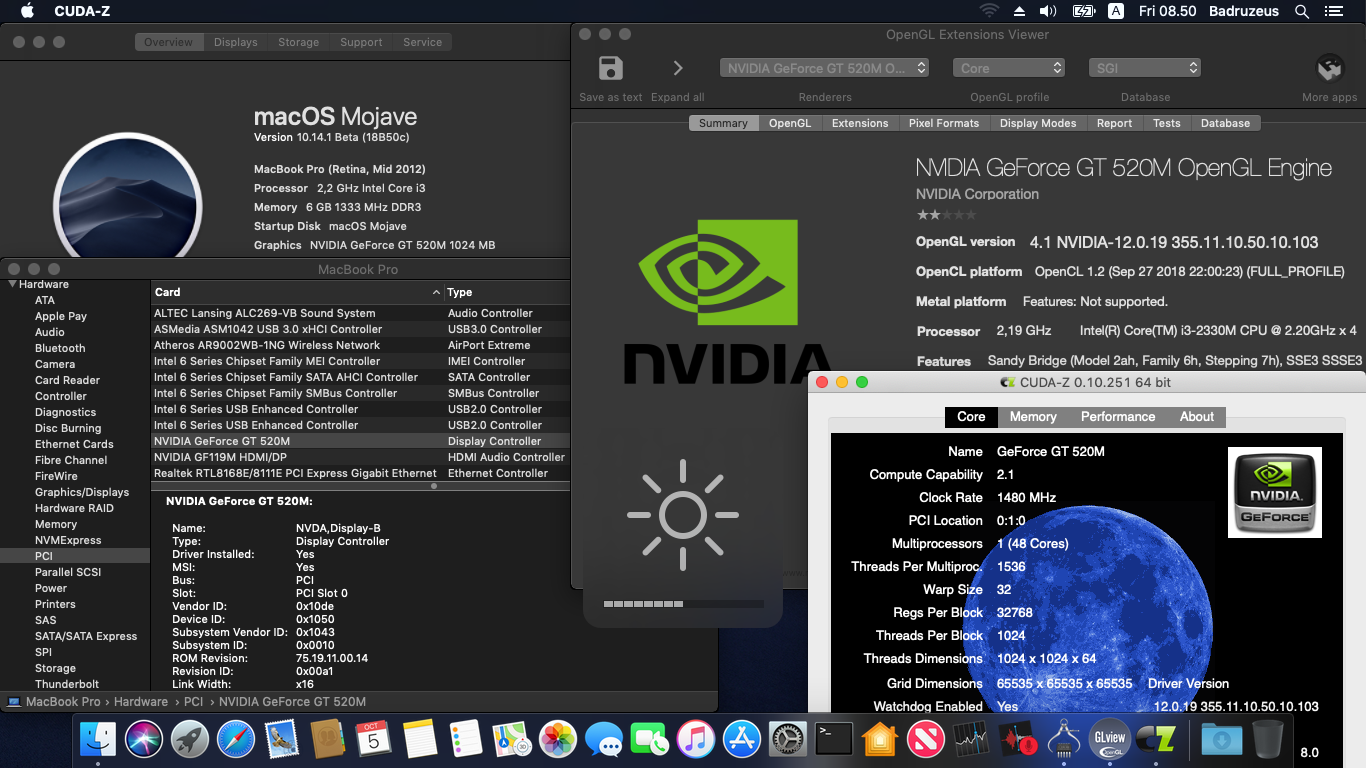 CUDA-Z
A
Fri 08.50
Badruzeus
Overview
Displays
Storage
Support
Service
macOS Mojave
Version 10.14.1 Beta (18B50c)
MacBook Pro (Retina, Mid 2012)
Processor 2,2 GHz Intel Core i3
Memory 6 GB 1333 MHz DDR3
Startup Disk macOS Mojave
Graphics NVIDIA GeForce GT 520M 1024 MB
OpenGL Extensions Viewer
NVIDIA GeForce GT 520M O...
Core
SGI
Save as text
Expand all
Renderers
OpenGL profile
Database
More apps
Summary
OpenGL
Extensions
Pixel Formats
Display Modes
Report
Tests
Database
NVIDIA
NVIDIA GeForce GT 520M OpenGL Engine
NVIDIA Corporation
OpenGL version 4.1 NVIDIA-12.0.19 355.11.10.50.10.103
OpenCL platform OpenCL 1.2 (Sep 27 2018 22:00:23) (FULL_PROFILE)
Metal platform Features: Not supported.
Processor 2,19 GHz Intel(R) Core(TM) i3-2330M CPU @ 2.20GHz x 4
Features Sandy Bridge (Model 2ah, Family 6h, Stepping 7h), SSE3 SSSE3
MacBook Pro
Hardware
ATA
Apple Pay
Audio
Bluetooth
Camera
Card Reader
Controller
Diagnostics
Disc Burning
Ethernet Cards
Fibre Channel
FireWire
Graphics/Displays
Hardware RAID
Memory
NVMExpress
PCI
Parallel SCSI
Power
Printers
SAS
SATA/SATA Express
SPI
Storage
Thunderbolt
Card Type
ALTEC Lansing ALC269-VB Sound System Audio Controller
ASMedia ASM1042 USB 3.0 xHCI Controller USB3.0 Controller
Atheros AR9002WB-1NG Wireless Network AirPort Extreme
Intel 6 Series Chipset Family MEI Controller IMEI Controller
Intel 6 Series Chipset Family SATA AHCI Controller SATA Controller
Intel 6 Series Chipset Family SMBus Controller SMBus Controller
Intel 6 Series USB Enhanced Controller USB2.0 Controller
Intel 6 Series USB Enhanced Controller USB2.0 Controller
NVIDIA GeForce GT 520M Display Controller
NVIDIA GF119M HDMI/DP HDMI Audio Controller
Realtek RTL8168E/8111E PCI Express Gigabit Ethernet Ethernet Controller
NVIDIA GeForce GT 520M:
Name: NVDA,Display-B
Type: Display Controller
Driver Installed: Yes
MSI: Yes
Bus: PCI
Slot: PCI Slot 0
Vendor ID: 0x10de
Device ID: 0x1050
Subsystem Vendor ID: 0x1043
Subsystem ID: 0x0010
ROM Revision: 75.19.11.00.14
Revision ID: 0x00a1
Link Width: x16
MacBook Pro › Hardware › PCI › NVIDIA GeForce GT 520M
CUDA-Z 0.10.251 64 bit
Core
Memory
Performance
About
Name GeForce GT 520M
Compute Capability 2.1
Clock Rate 1480 MHz
PCI Location 0:1:0
Multiprocessors 1 (48 Cores)
Threads Per Multiproc. 1536
Warp Size 32
Regs Per Block 32768
Threads Per Block 1024
Threads Dimensions 1024 x 1024 x 64
Grid Dimensions 65535 x 65535 x 65535 Driver Version
Watchdog Enabled Yes 12.0.19 355.11.10.50.10.103
NVIDIA.
GEFORCE
8.0
OCT
5
GLview
OpenGL
CZ